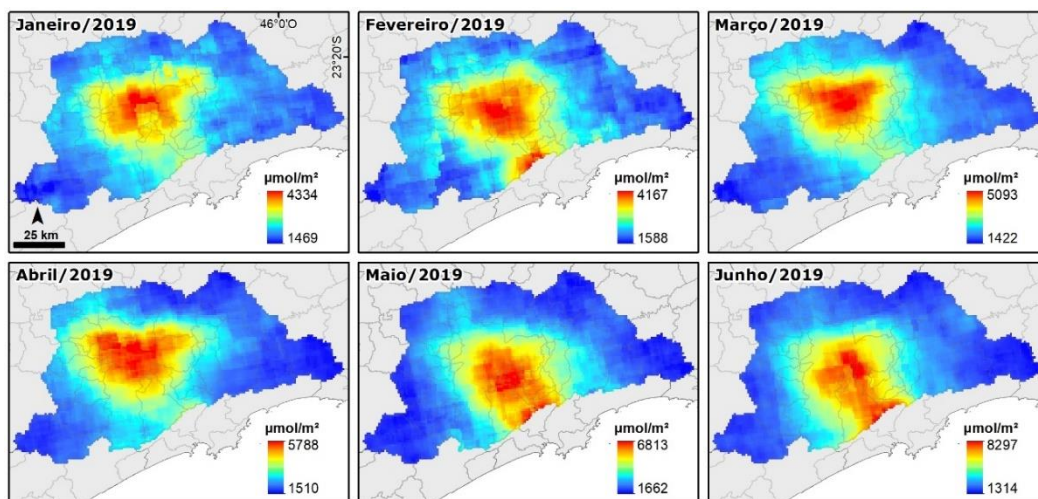 Janeiro/2019
46°0'O
23°20'S
µmol/m²
4334
1469
25 km
Fevereiro/2019
µmol/m²
4167
1588
Março/2019
µmol/m²
5093
1422
Abril/2019
µmol/m²
5788
1510
Maio/2019
µmol/m²
6813
1662
Junho/2019
µmol/m²
8297
1314